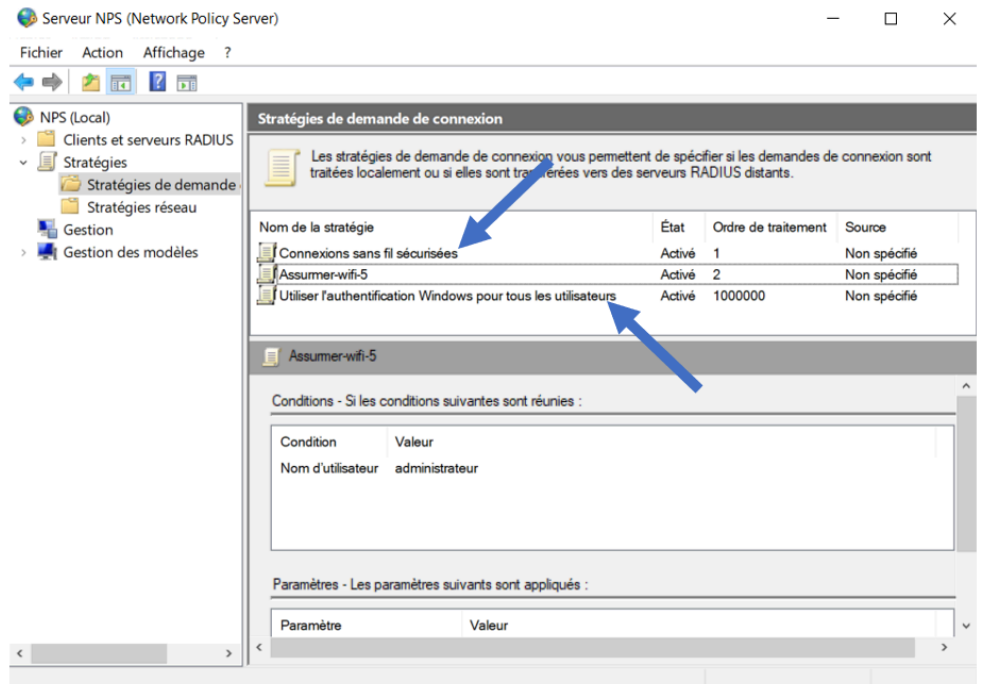 Serveur NPS (Network Policy Server)
Fichier Action Affichage ?
NPS (Local)
Clients et serveurs RADIUS
Stratégies
Stratégies de demande
Stratégies réseau
Gestion
Gestion des modèles
Stratégies de demande de connexion
Les stratégies de demande de connexion vous permettent de spécifier si les demandes de connexion sont
traitées localement ou si elles sont transférées vers des serveurs RADIUS distants.
Nom de la stratégie État Ordre de traitement Source
Connexions sans fil sécurisées Activé 1 Non spécifié
Assurmer-wifi-5 Activé 2 Non spécifié
Utiliser l'authentification Windows pour tous les utilisateurs Activé 1000000 Non spécifié
Assurmer-wifi-5
Conditions - Si les conditions suivantes sont réunies :
Condition Valeur
Nom d'utilisateur administrateur
Paramètres - Les paramètres suivants sont appliqués :
Paramètre Valeur